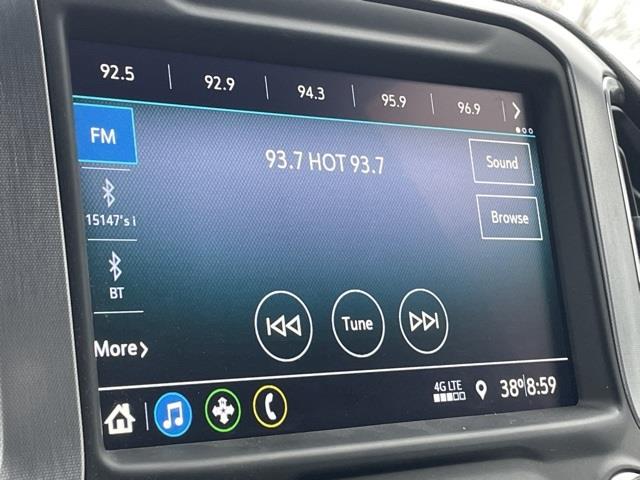 92.5 92.9 94.3 95.9 96.9
FM
93.7 HOT 93.7
Sound
15147's i
Browse
BT
Tune
More
4G LTE
38° 8:59